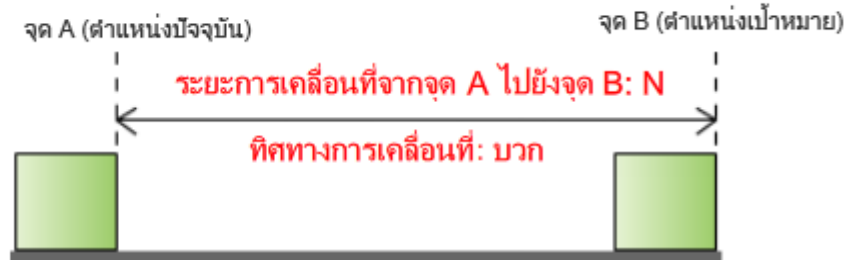 จุด A (ตำแหน่งปัจจุบัน)
จุด B (ตำแหน่งเป้าหมาย)
ระยะการเคลื่อนที่จากจุด A ไปยังจุด B: N
ทิศทางการเคลื่อนที่: บวก